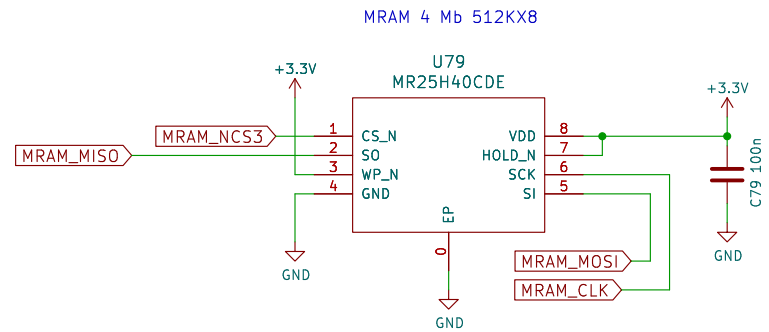 MRAM 4 Mb 512KX8
U79
MR25H40CDE
+3.3V
+3.3V
MRAM_NCS3
1
CS_N
VDD
8
MRAM_MISO
2
SO
HOLD_N
7
3
WP_N
SCK
6
4
GND
SI
5
C79 100n
EP
0
MRAM_MOSI
GND
GND
MRAM_CLK
GND